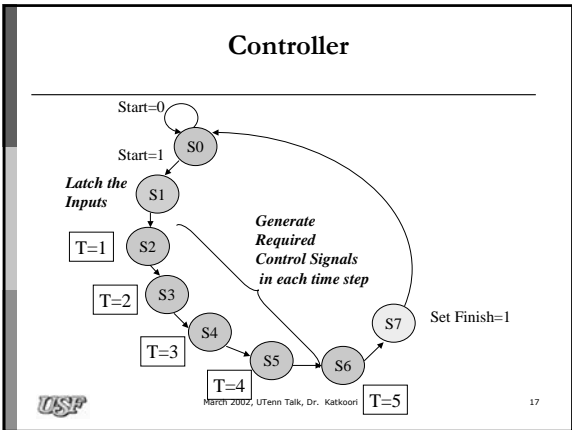 Controller
Start=0
S0
Start=1
Latch the
Inputs
S1
Generate
Required
Control Signals
in each time step
T=1
S2
T=2
S3
S7
Set Finish=1
S4
T=3
S5
S6
T=4
T=5
USF
March 2002, UTenn Talk, Dr. Katkoori
17